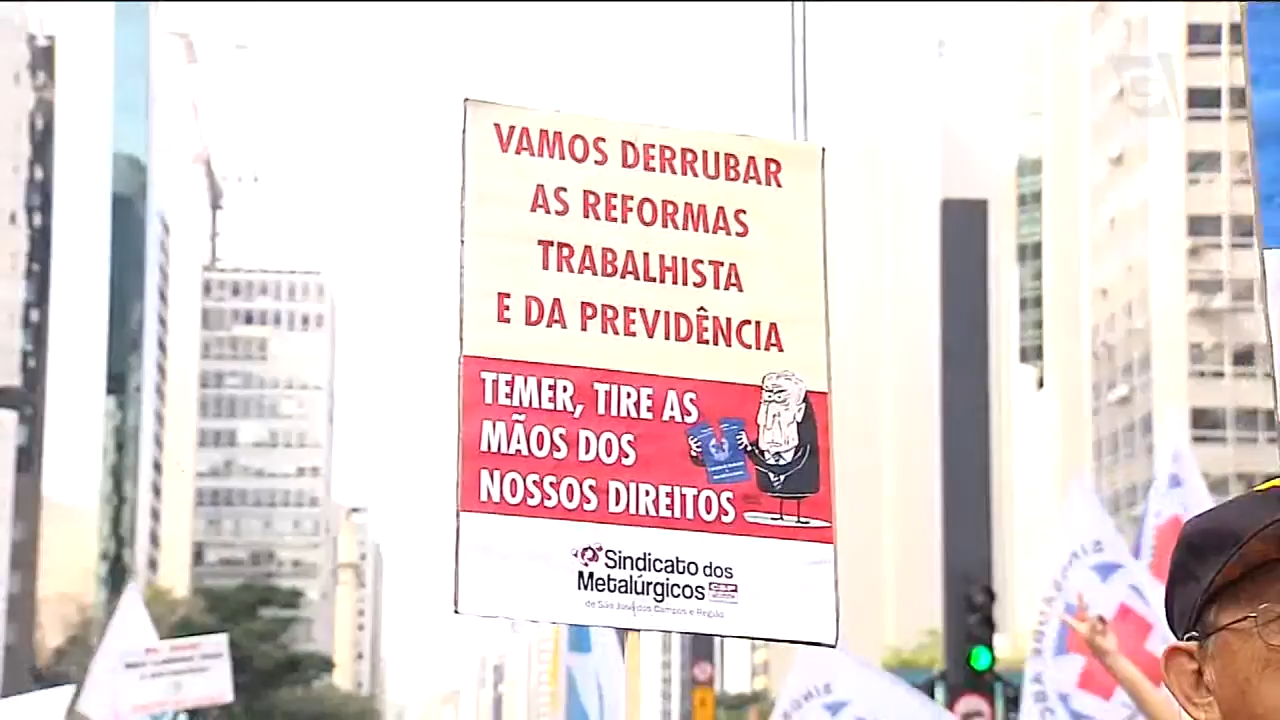 VAMOS DERRUBAR
AS REFORMAS
TRABALHISTA
E DA PREVIDÊNCIA
TEMER, TIRE AS
MÃOS DOS
NOSSOS DIREITOS
Sindicato dos
Metalúrgicos
de São José dos Campos e Região